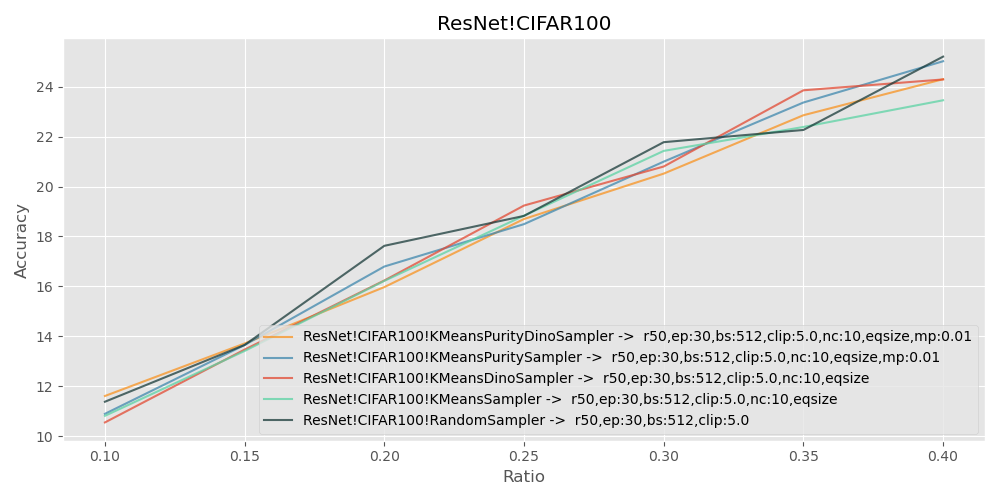 ResNet!CIFAR100
Accuracy
24
22
20
18
16
14
12
10
ResNet!CIFAR100!KMeansPurityDinoSampler -> r50,ep:30,bs:512,clip:5.0,nc:10,eqsize,mp:0.01
ResNet!CIFAR100!KMeansPuritySampler -> r50,ep:30,bs:512,clip:5.0,nc:10,eqsize,mp:0.01
ResNet!CIFAR100!KMeansDinoSampler -> r50,ep:30,bs:512,clip:5.0,nc:10,eqsize
ResNet!CIFAR100!KMeansSampler -> r50,ep:30,bs:512,clip:5.0,nc:10,eqsize
ResNet!CIFAR100!RandomSampler -> r50,ep:30,bs:512,clip:5.0
0.10 0.15 0.20 0.25 0.30 0.35 0.40
Ratio